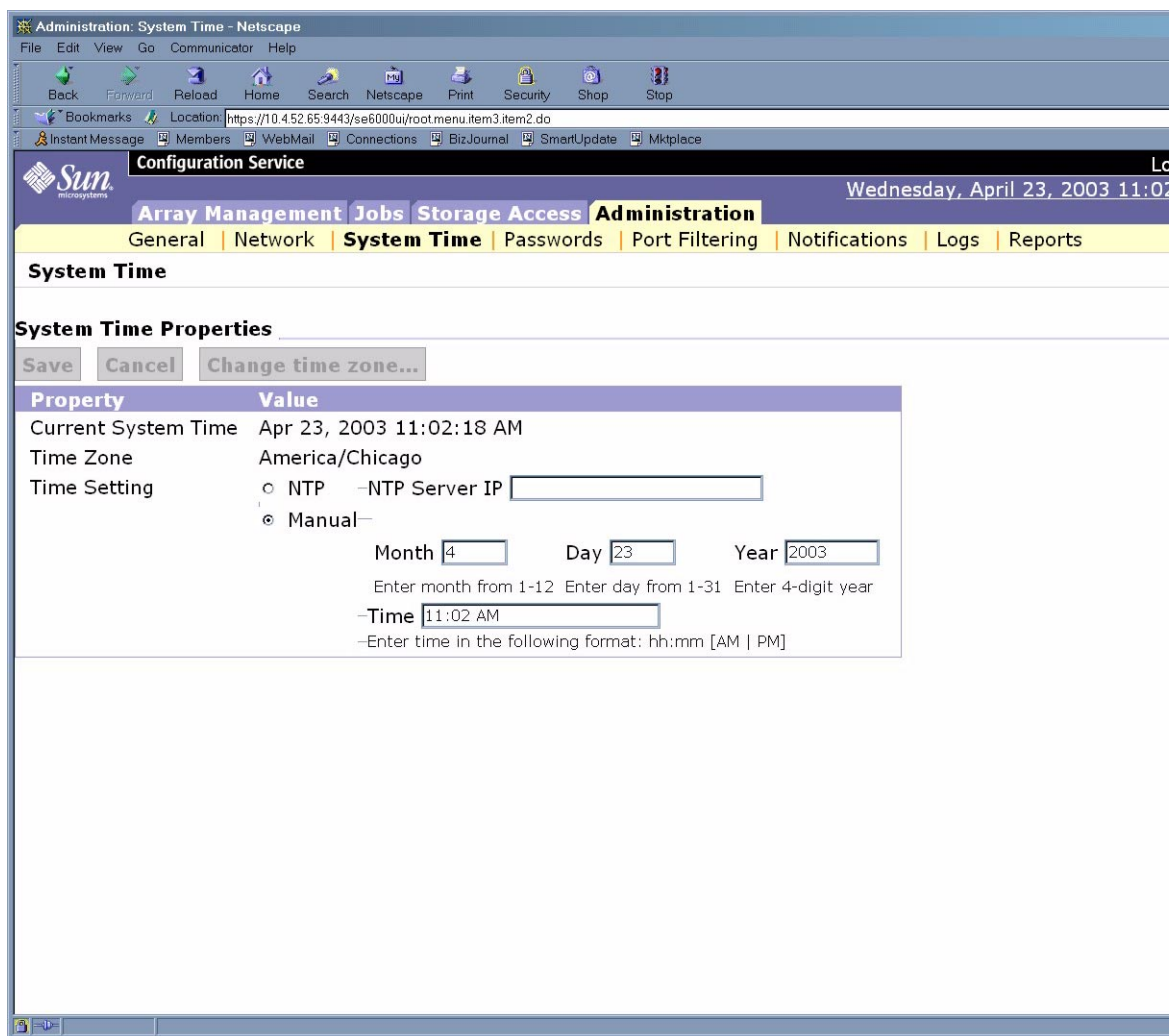 Administration: System Time - Netscape
File Edit View Go Communicator Help
Back Forward Reload Home Search Netscape Print Security Shop Stop
Bookmarks Location: https://10.4.52.65:9443/se6000ui/root.menu.item3.item2.do
Instant Message Members WebMail Connections BizJournal SmartUpdate Mktplace
Configuration Service Lo
Sun microsystems
Wednesday, April 23, 2003 11:02
Array Management Jobs Storage Access Administration
General | Network | System Time | Passwords | Port Filtering | Notifications | Logs | Reports
System Time
System Time Properties
Save Cancel Change time zone...
Property Value
Current System Time Apr 23, 2003 11:02:18 AM
Time Zone America/Chicago
Time Setting NTP NTP Server IP
Manual
Month 4 Day 23 Year 2003
Enter month from 1-12 Enter day from 1-31 Enter 4-digit year
Time 11:02 AM
Enter time in the following format: hh:mm [AM | PM]